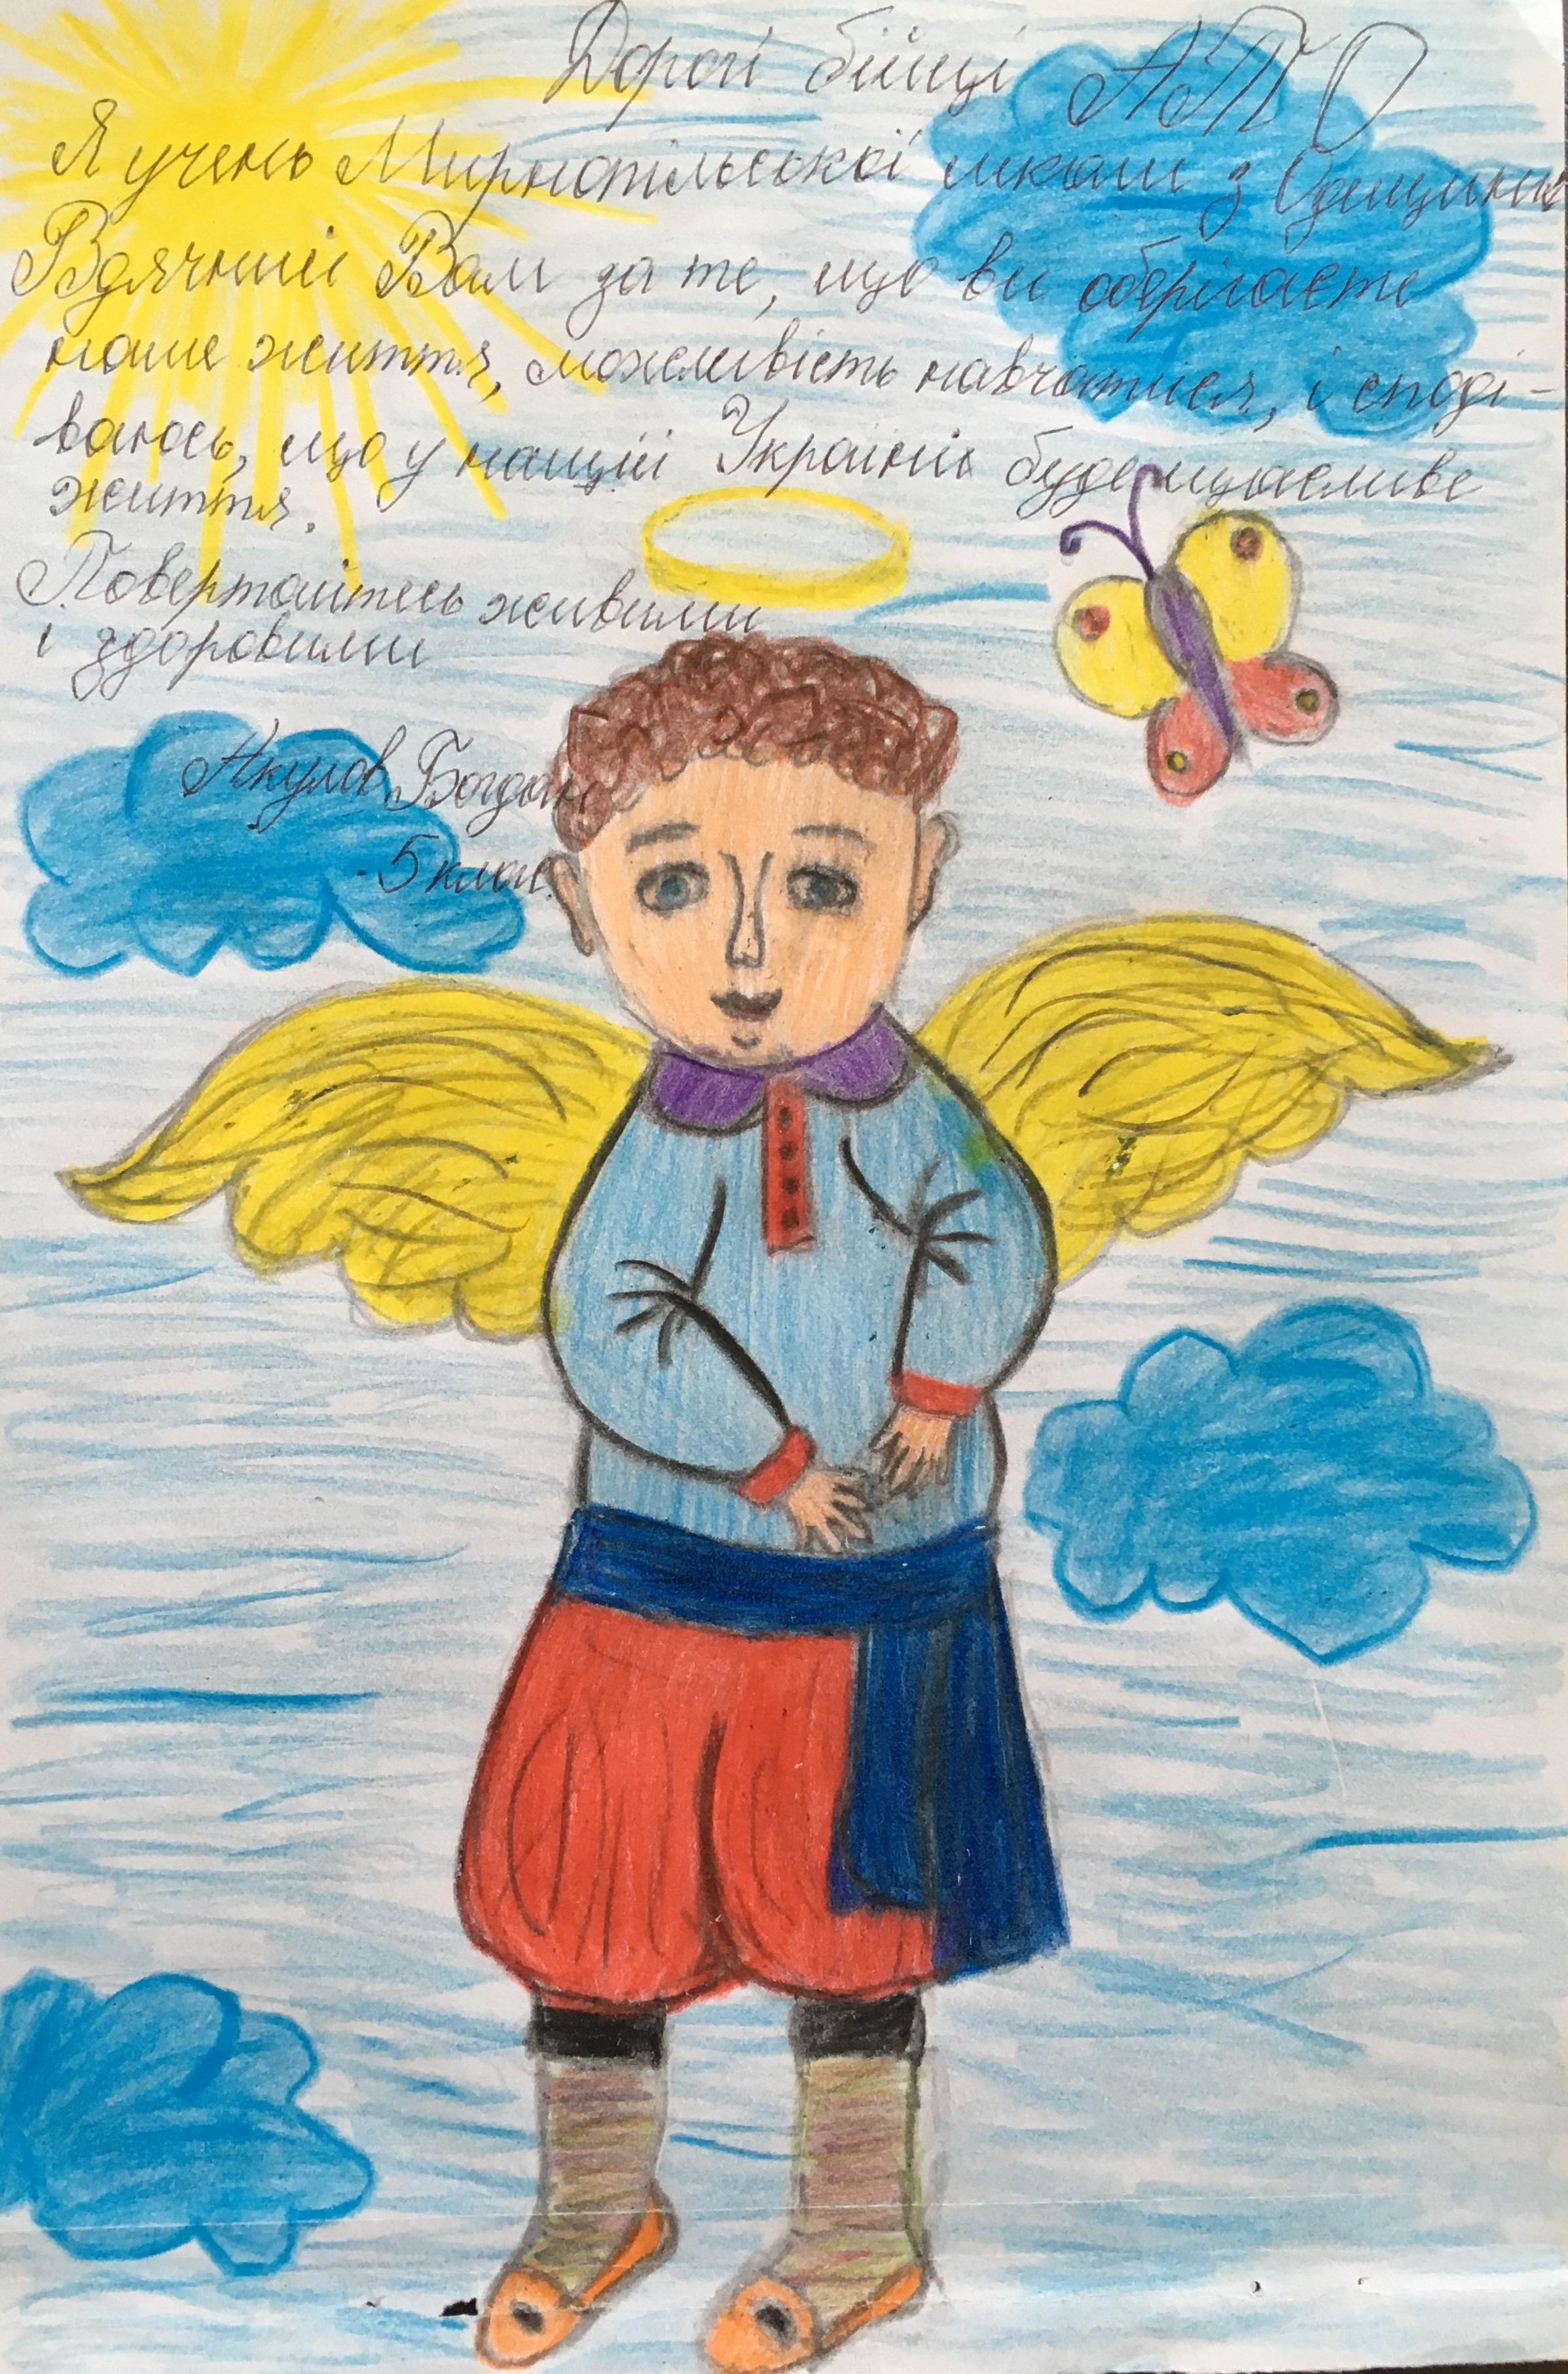 Дорогі бійці АТО
Я учень Мирнопільської школи з Одещини
Вдячний Вам за те, що ви оберігаєте
наше життя, можливість навчатися, і споді-
ваюсь, що у нашій Україні буде щасливе
життя.
Повертайтесь живими
і здоровими
Акулов Богдан
5 клас.